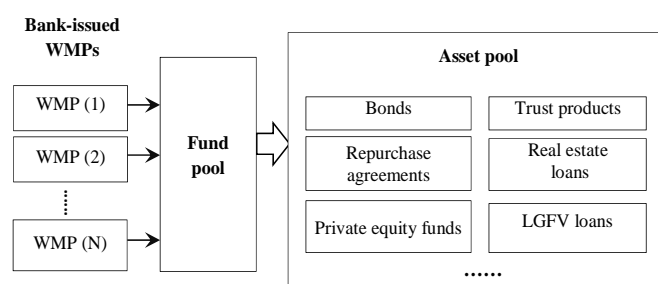 Bank-issued
WMPs
WMP (1)
WMP (2)
WMP (N)
Fund
pool
Asset pool
Bonds
Trust products
Repurchase
agreements
Real estate
loans
Private equity funds
LGFV loans
......